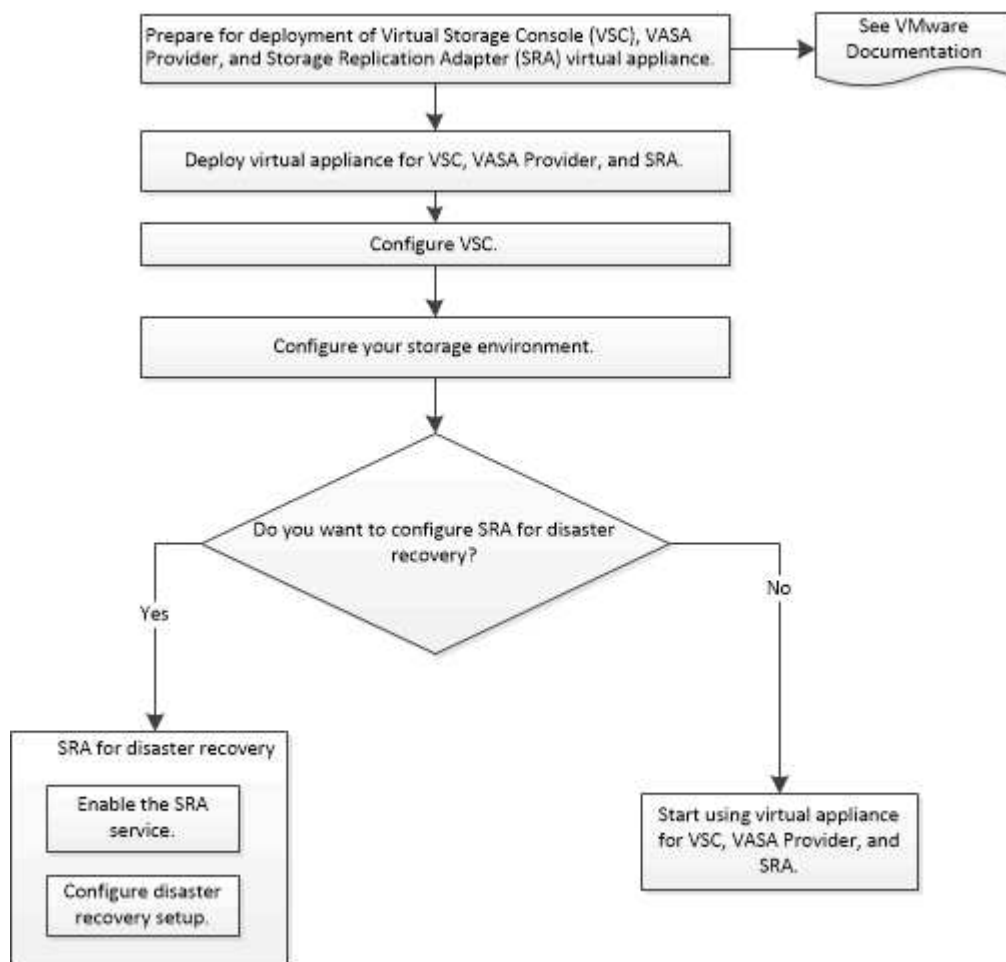 Prepare for deployment of Virtual Storage Console (VSC), VASA
Provider, and Storage Replication Adapter (SRA) virtual appliance.
See VMware
Documentation
Deploy virtual appliance for VSC, VASA Provider, and SRA.
Configure VSC.
Configure your storage environment.
Do you want to configure SRA for disaster
recovery?
Yes
No
SRA for disaster recovery
Enable the SRA
service.
Configure disaster
recovery setup.
Start using virtual appliance
for VSC, VASA Provider, and
SRA.